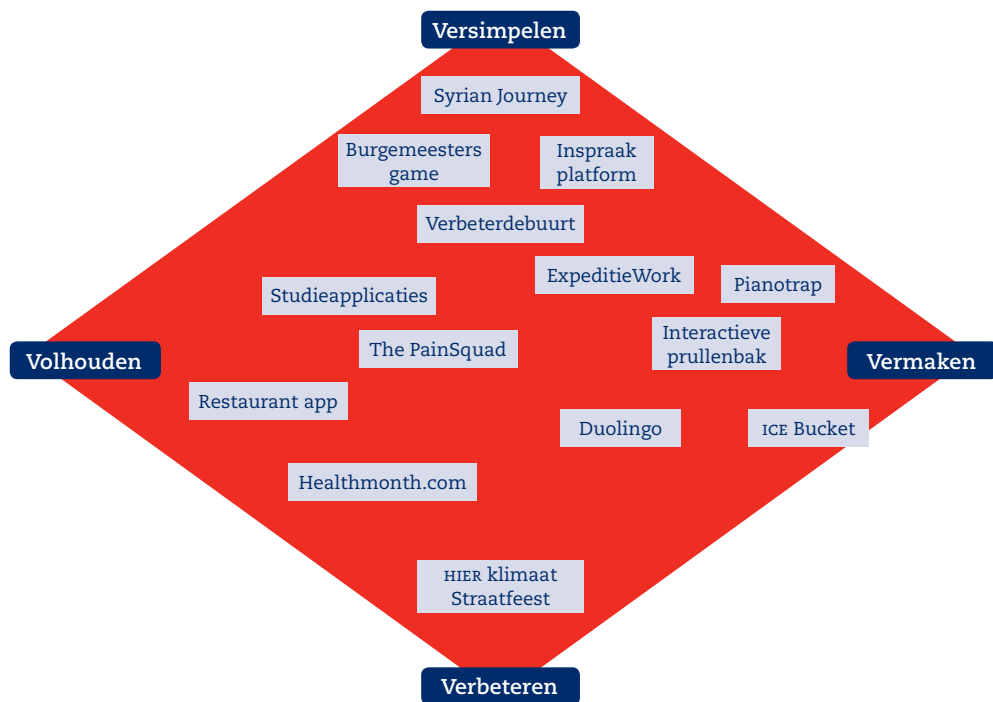 Versimpelen
Syrian Journey
Burgemeesters
game
Inspraak
platform
Verbeterdebuurt
ExpeditieWork
Pianotrap
Studieapplicaties
Interactieve
prullenbak
The PainSquad
Volhouden
Vermaken
Restaurant app
Duolingo
ICE Bucket
Healthmonth.com
HIER klimaat
Straatfeest
Verbeteren